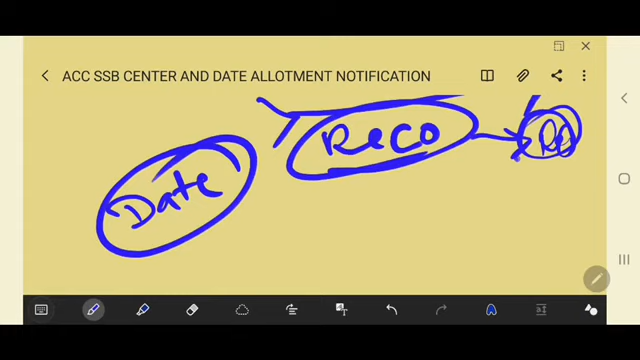 ACC SSB CENTER AND DATE ALLOTMENT NOTIFICATION
Reco
Date